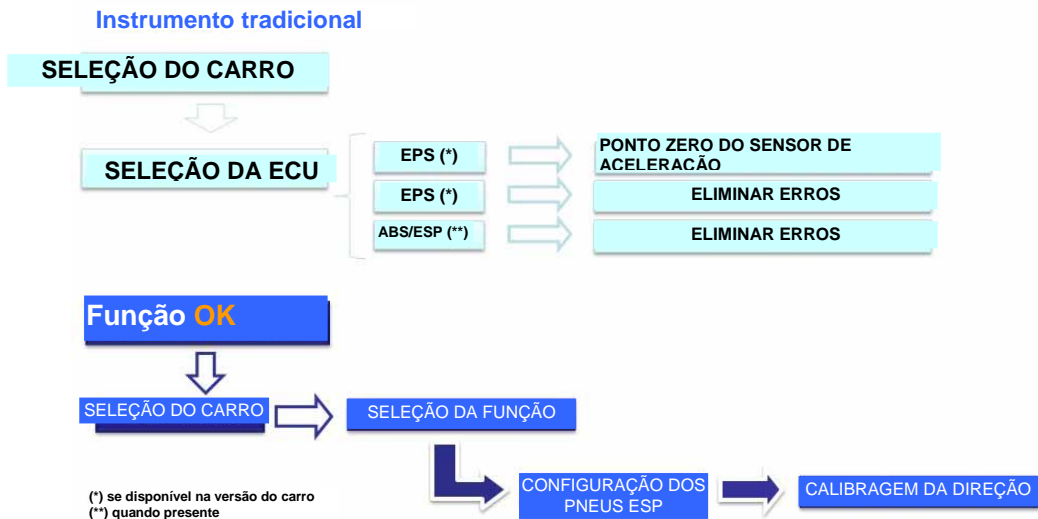 Instrumento tradicional
SELEÇÃO DO CARRO
SELEÇÃO DA ECU
EPS (*)
PONTO ZERO DO SENSOR DE
ACELERAÇÃO
EPS (*)
ELIMINAR ERROS
ABS/ESP (**)
ELIMINAR ERROS
Função OK
SELEÇÃO DO CARRO
SELEÇÃO DA FUNÇÃO
CONFIGURAÇÃO DOS
PNEUS ESP
CALIBRAGEM DA DIREÇÃO
(*) se disponível na versão do carro
(**) quando presente